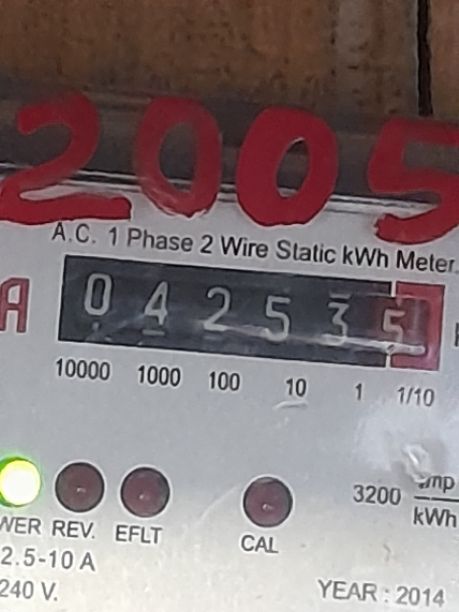 2005
A.C. 1 Phase 2 Wire Static kWh Meter.
A 0 4 2 5 3 5
10000 1000 100 10 1 1/10
3200 imp/kWh
WER REV. EFLT CAL
2.5-10 A
240 V.
YEAR : 2014